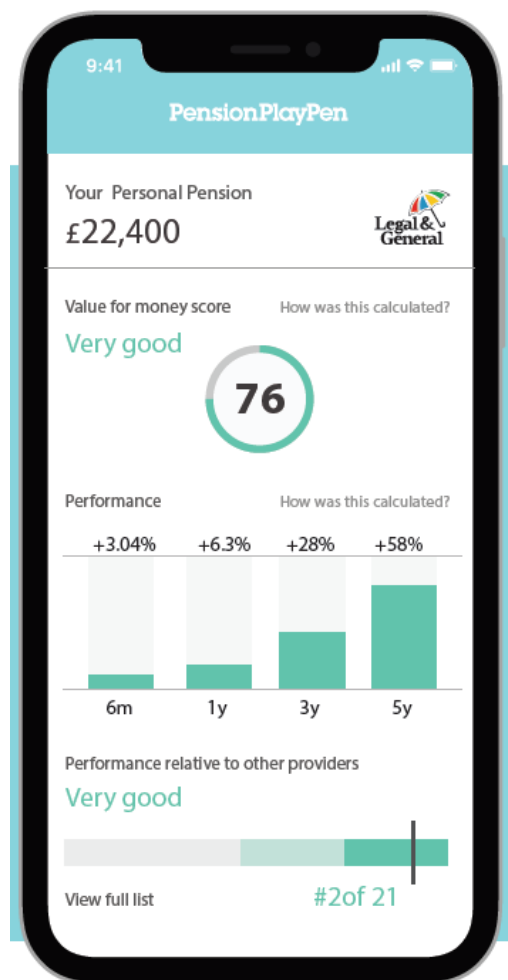 9:41
PensionPlayPen
Your Personal Pension
£22,400
Legal &
General
Value for money score How was this calculated?
Very good
76
Performance How was this calculated?
+3.04% +6.3% +28% +58%
6m 1y 3y 5y
Performance relative to other providers
Very good
View full list #2of 21